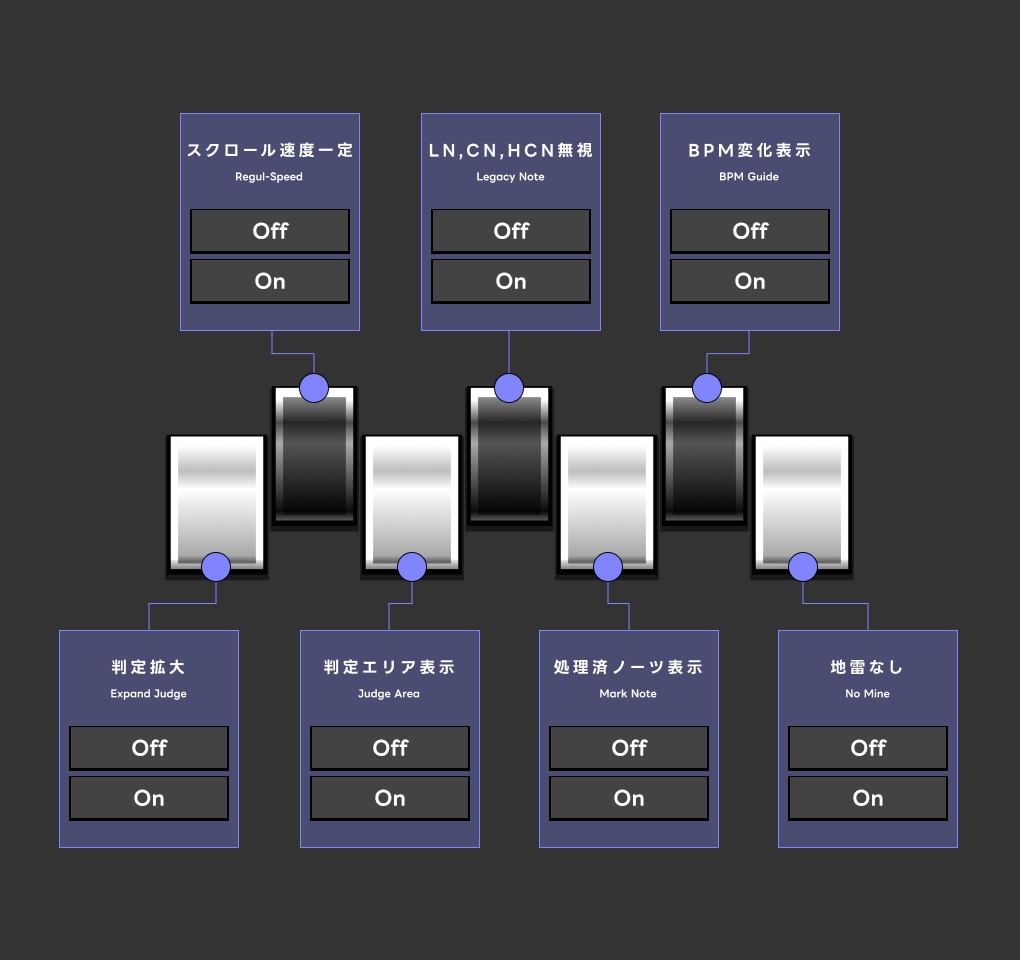 スクロール速度一定
Regul-Speed
Off
On
LN,CN,HCN無視
Legacy Note
Off
On
BPM変化表示
BPM Guide
Off
On
判定拡大
Expand Judge
Off
On
判定エリア表示
Judge Area
Off
On
処理済ノーツ表示
Mark Note
Off
On
地雷なし
No Mine
Off
On